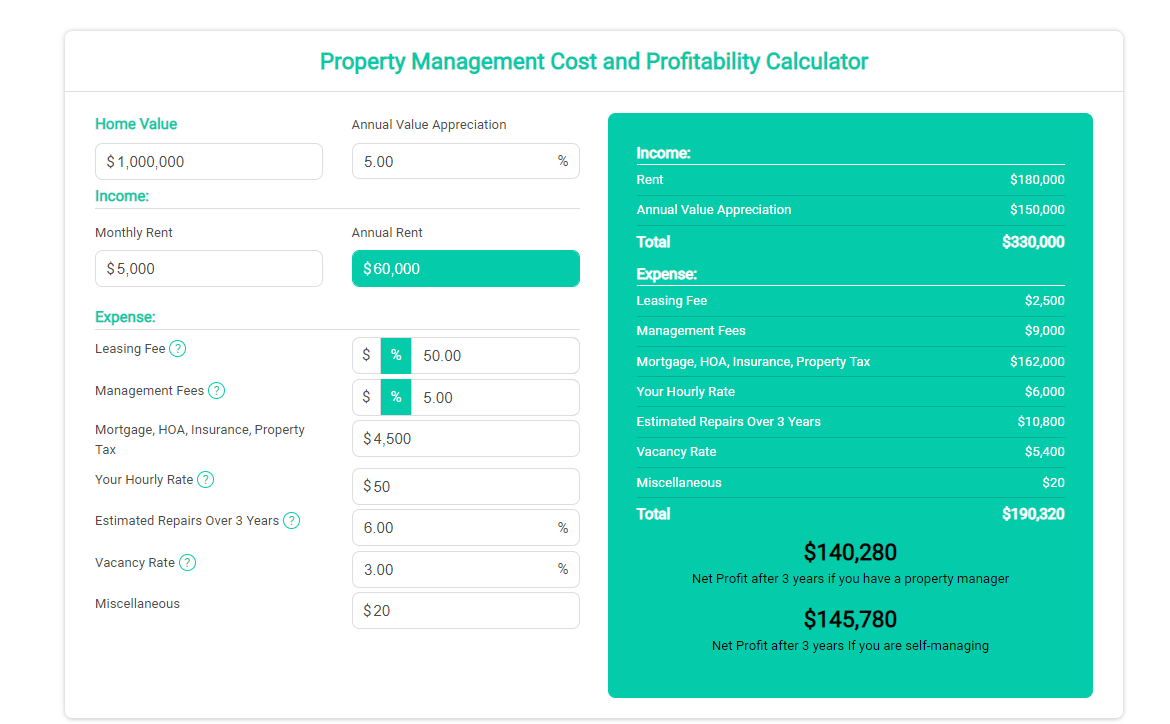 Property Management Cost and Profitability Calculator
Home Value
Annual Value Appreciation
$1,000,000
5.00 %
Income:
Monthly Rent
Annual Rent
$5,000
$60,000
Expense:
Leasing Fee ?
$ % 50.00
Management Fees ?
$ % 5.00
Mortgage, HOA, Insurance, Property
Tax
$4,500
Your Hourly Rate ?
$50
Estimated Repairs Over 3 Years ?
6.00 %
Vacancy Rate ?
3.00 %
Miscellaneous
$20
Income:
Rent $180,000
Annual Value Appreciation $150,000
Total $330,000
Expense:
Leasing Fee $2,500
Management Fees $9,000
Mortgage, HOA, Insurance, Property Tax $162,000
Your Hourly Rate $6,000
Estimated Repairs Over 3 Years $10,800
Vacancy Rate $5,400
Miscellaneous $20
Total $190,320
$140,280
Net Profit after 3 years if you have a property manager
$145,780
Net Profit after 3 years If you are self-managing